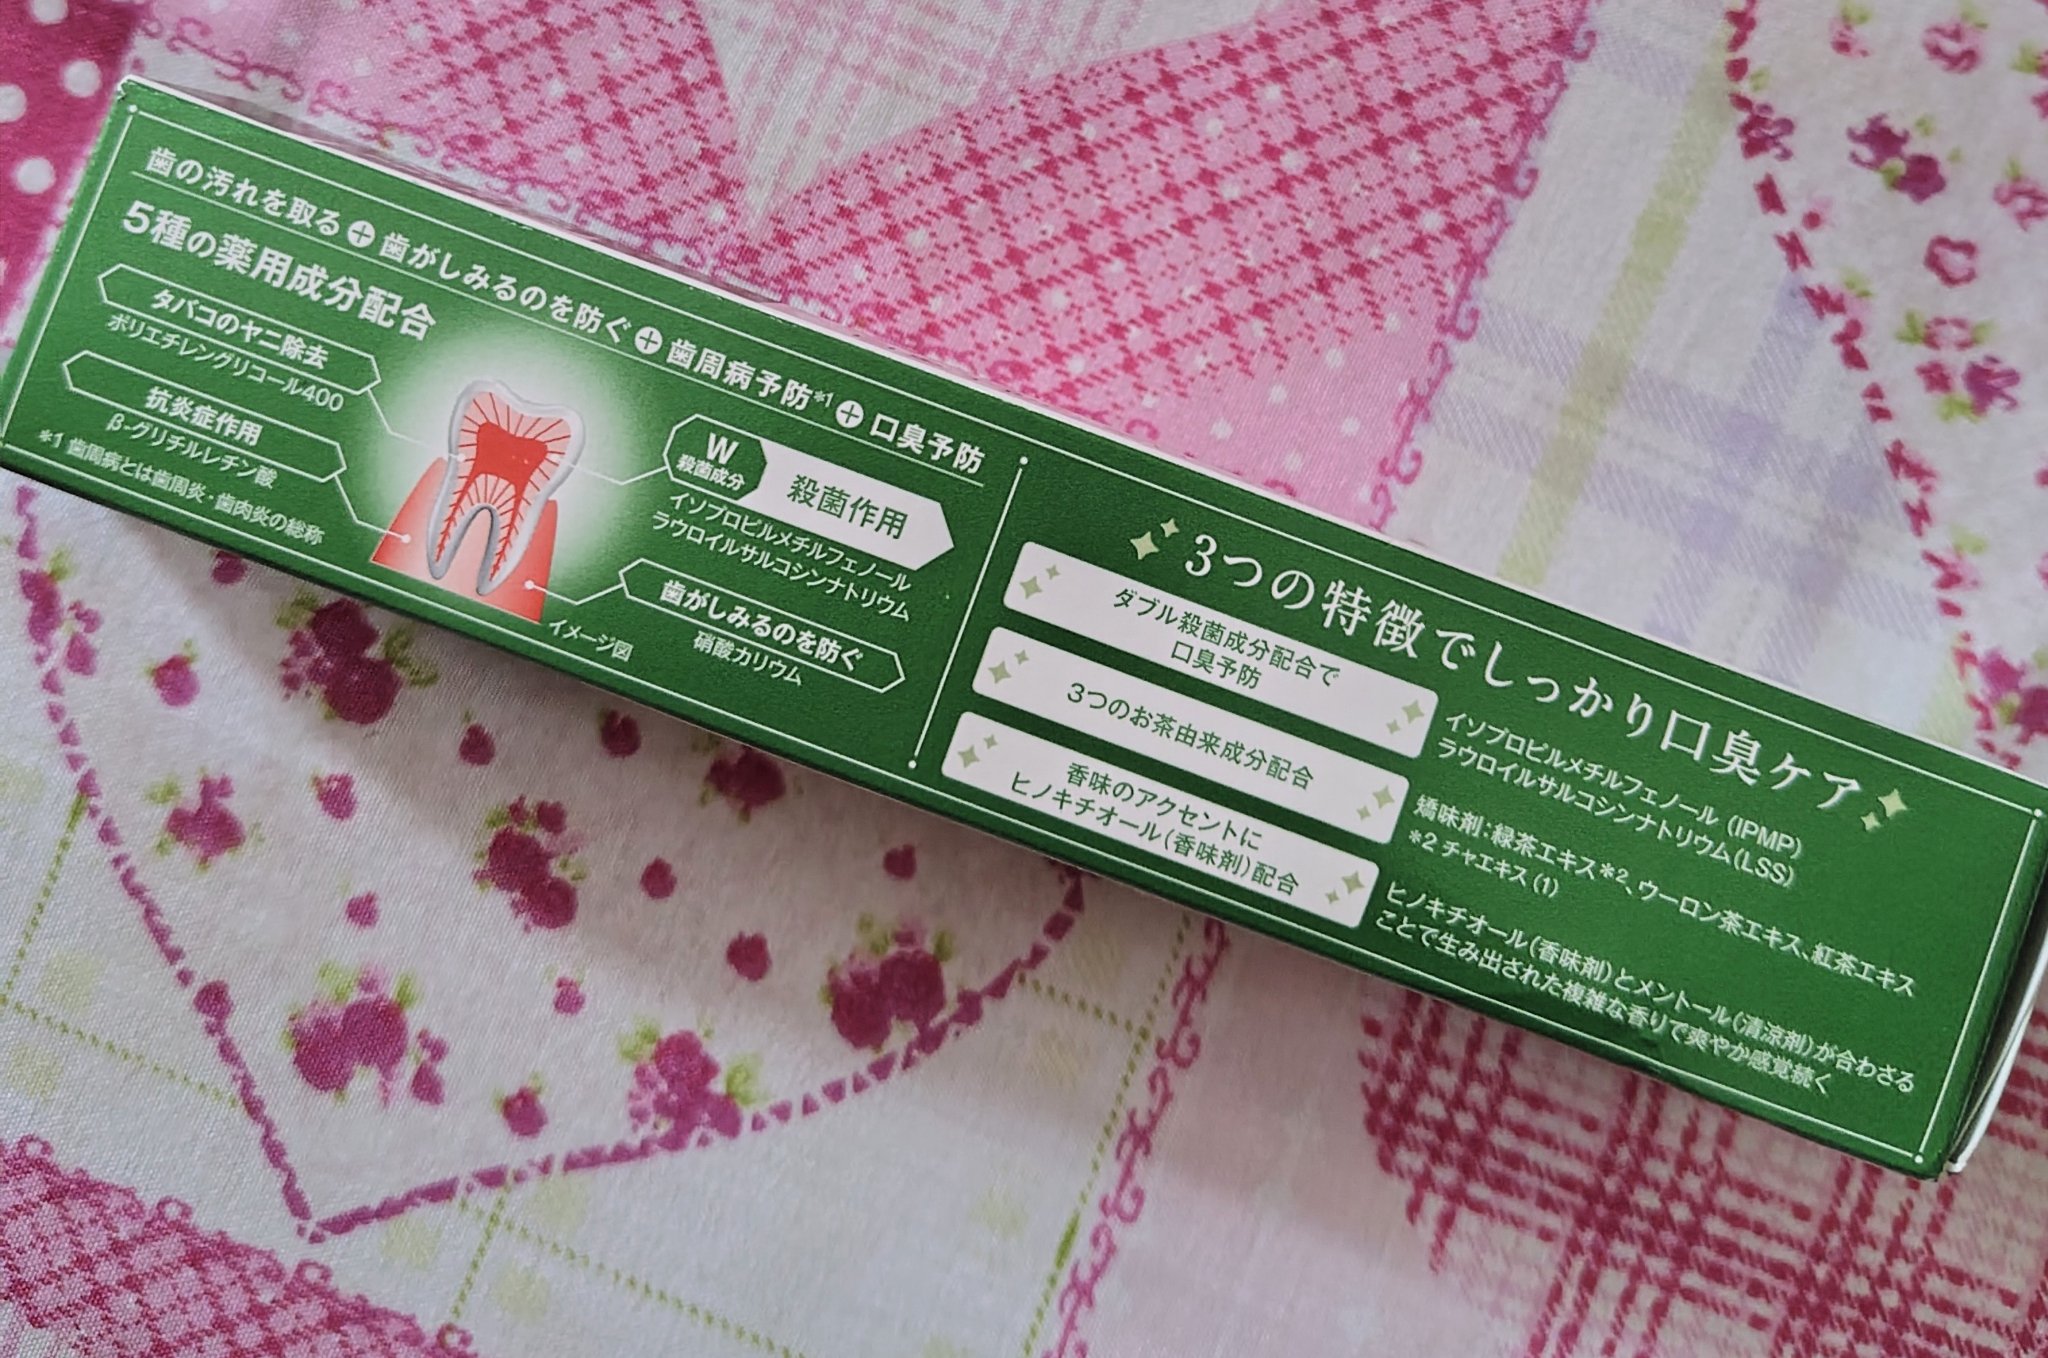 歯の汚れを取る+歯がしみるのを防ぐ+歯周病予防*1+口臭予防
5種の薬用成分配合
タバコのヤニ除去
ポリエチレングリコール400
抗炎症作用
β-グリチルレチン酸
*1 歯周病とは歯周炎・歯肉炎の総称
W
殺菌成分
殺菌作用
イソプロピルメチルフェノール
ラウロイルサルコシンナトリウム
歯がしみるのを防ぐ
硝酸カリウム
イメージ図
3つの特徴でしっかり口臭ケア
ダブル殺菌成分配合で
口臭予防
イソプロピルメチルフェノール (IPMP)
ラウロイルサルコシンナトリウム(LSS)
3つのお茶由来成分配合
矯味剤:緑茶エキス*2、ウーロン茶エキス、紅茶エキス
*2 チャエキス(1)
香味のアクセントに
ヒノキチオール(香味剤)配合
ヒノキチオール(香味剤)とメントール(清涼剤)が合わざる
ことで生み出された複雑な香りで爽やか感覚続く